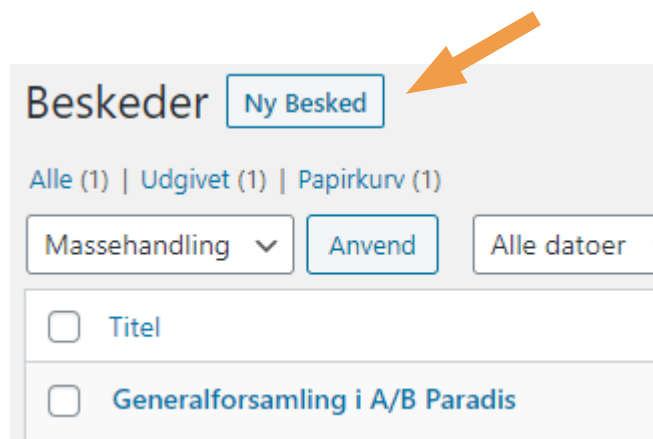 Beskeder Ny Besked
Alle (1) | Udgivet (1) | Papirkurv (1)
Massehandling Anvend Alle datoer
Titel
Generalforsamling i A/B Paradis